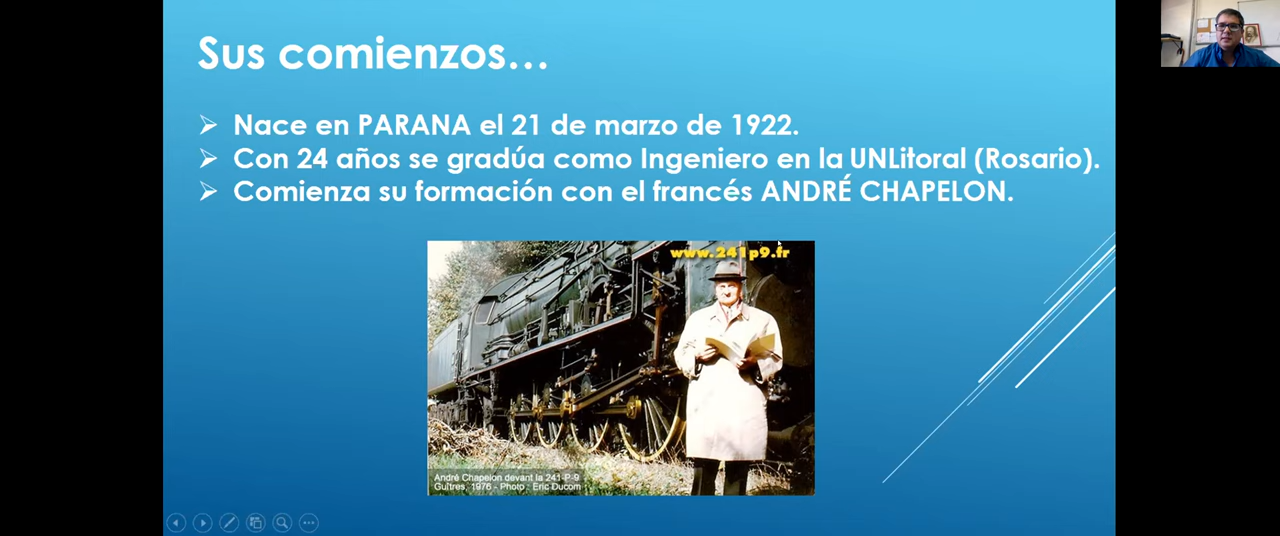 Sus comienzos...
Nace en PARANA el 21 de marzo de 1922.
Con 24 años se gradúa como Ingeniero en la UNLitoral (Rosario).
Comienza su formación con el francés ANDRÉ CHAPELON.
www.241p9.fr
André Chapelon devant la 241-P-9
Guîtres, 1976 - Photo : Eric Ducom